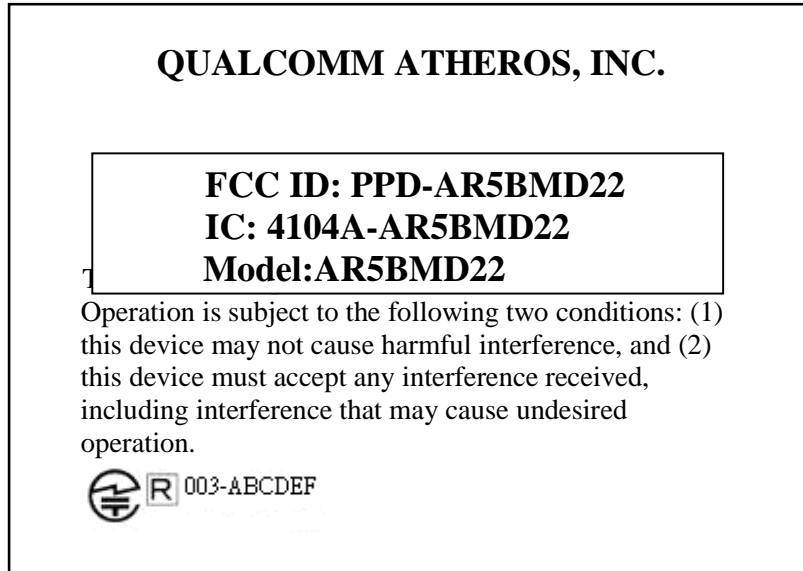 QUALCOMM ATHEROS, INC.
FCC ID: PPD-AR5BMD22
IC: 4104A-AR5BMD22
Model:AR5BMD22
Operation is subject to the following two conditions: (1)
this device may not cause harmful interference, and (2)
this device must accept any interference received,
including interference that may cause undesired
operation.
R 003-ABCDEF